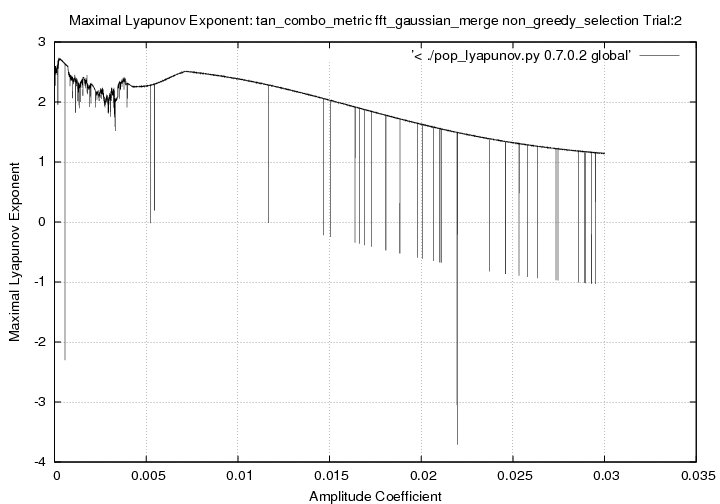 Maximal Lyapunov Exponent: tan_combo_metric fft_gaussian_merge non_greedy_selection Trial:2
'< ./pop_lyapunov.py 0.7.0.2 global'
Maximal Lyapunov Exponent
3
2
1
0
-1
-2
-3
-4
0 0.005 0.01 0.015 0.02 0.025 0.03 0.035
Amplitude Coefficient